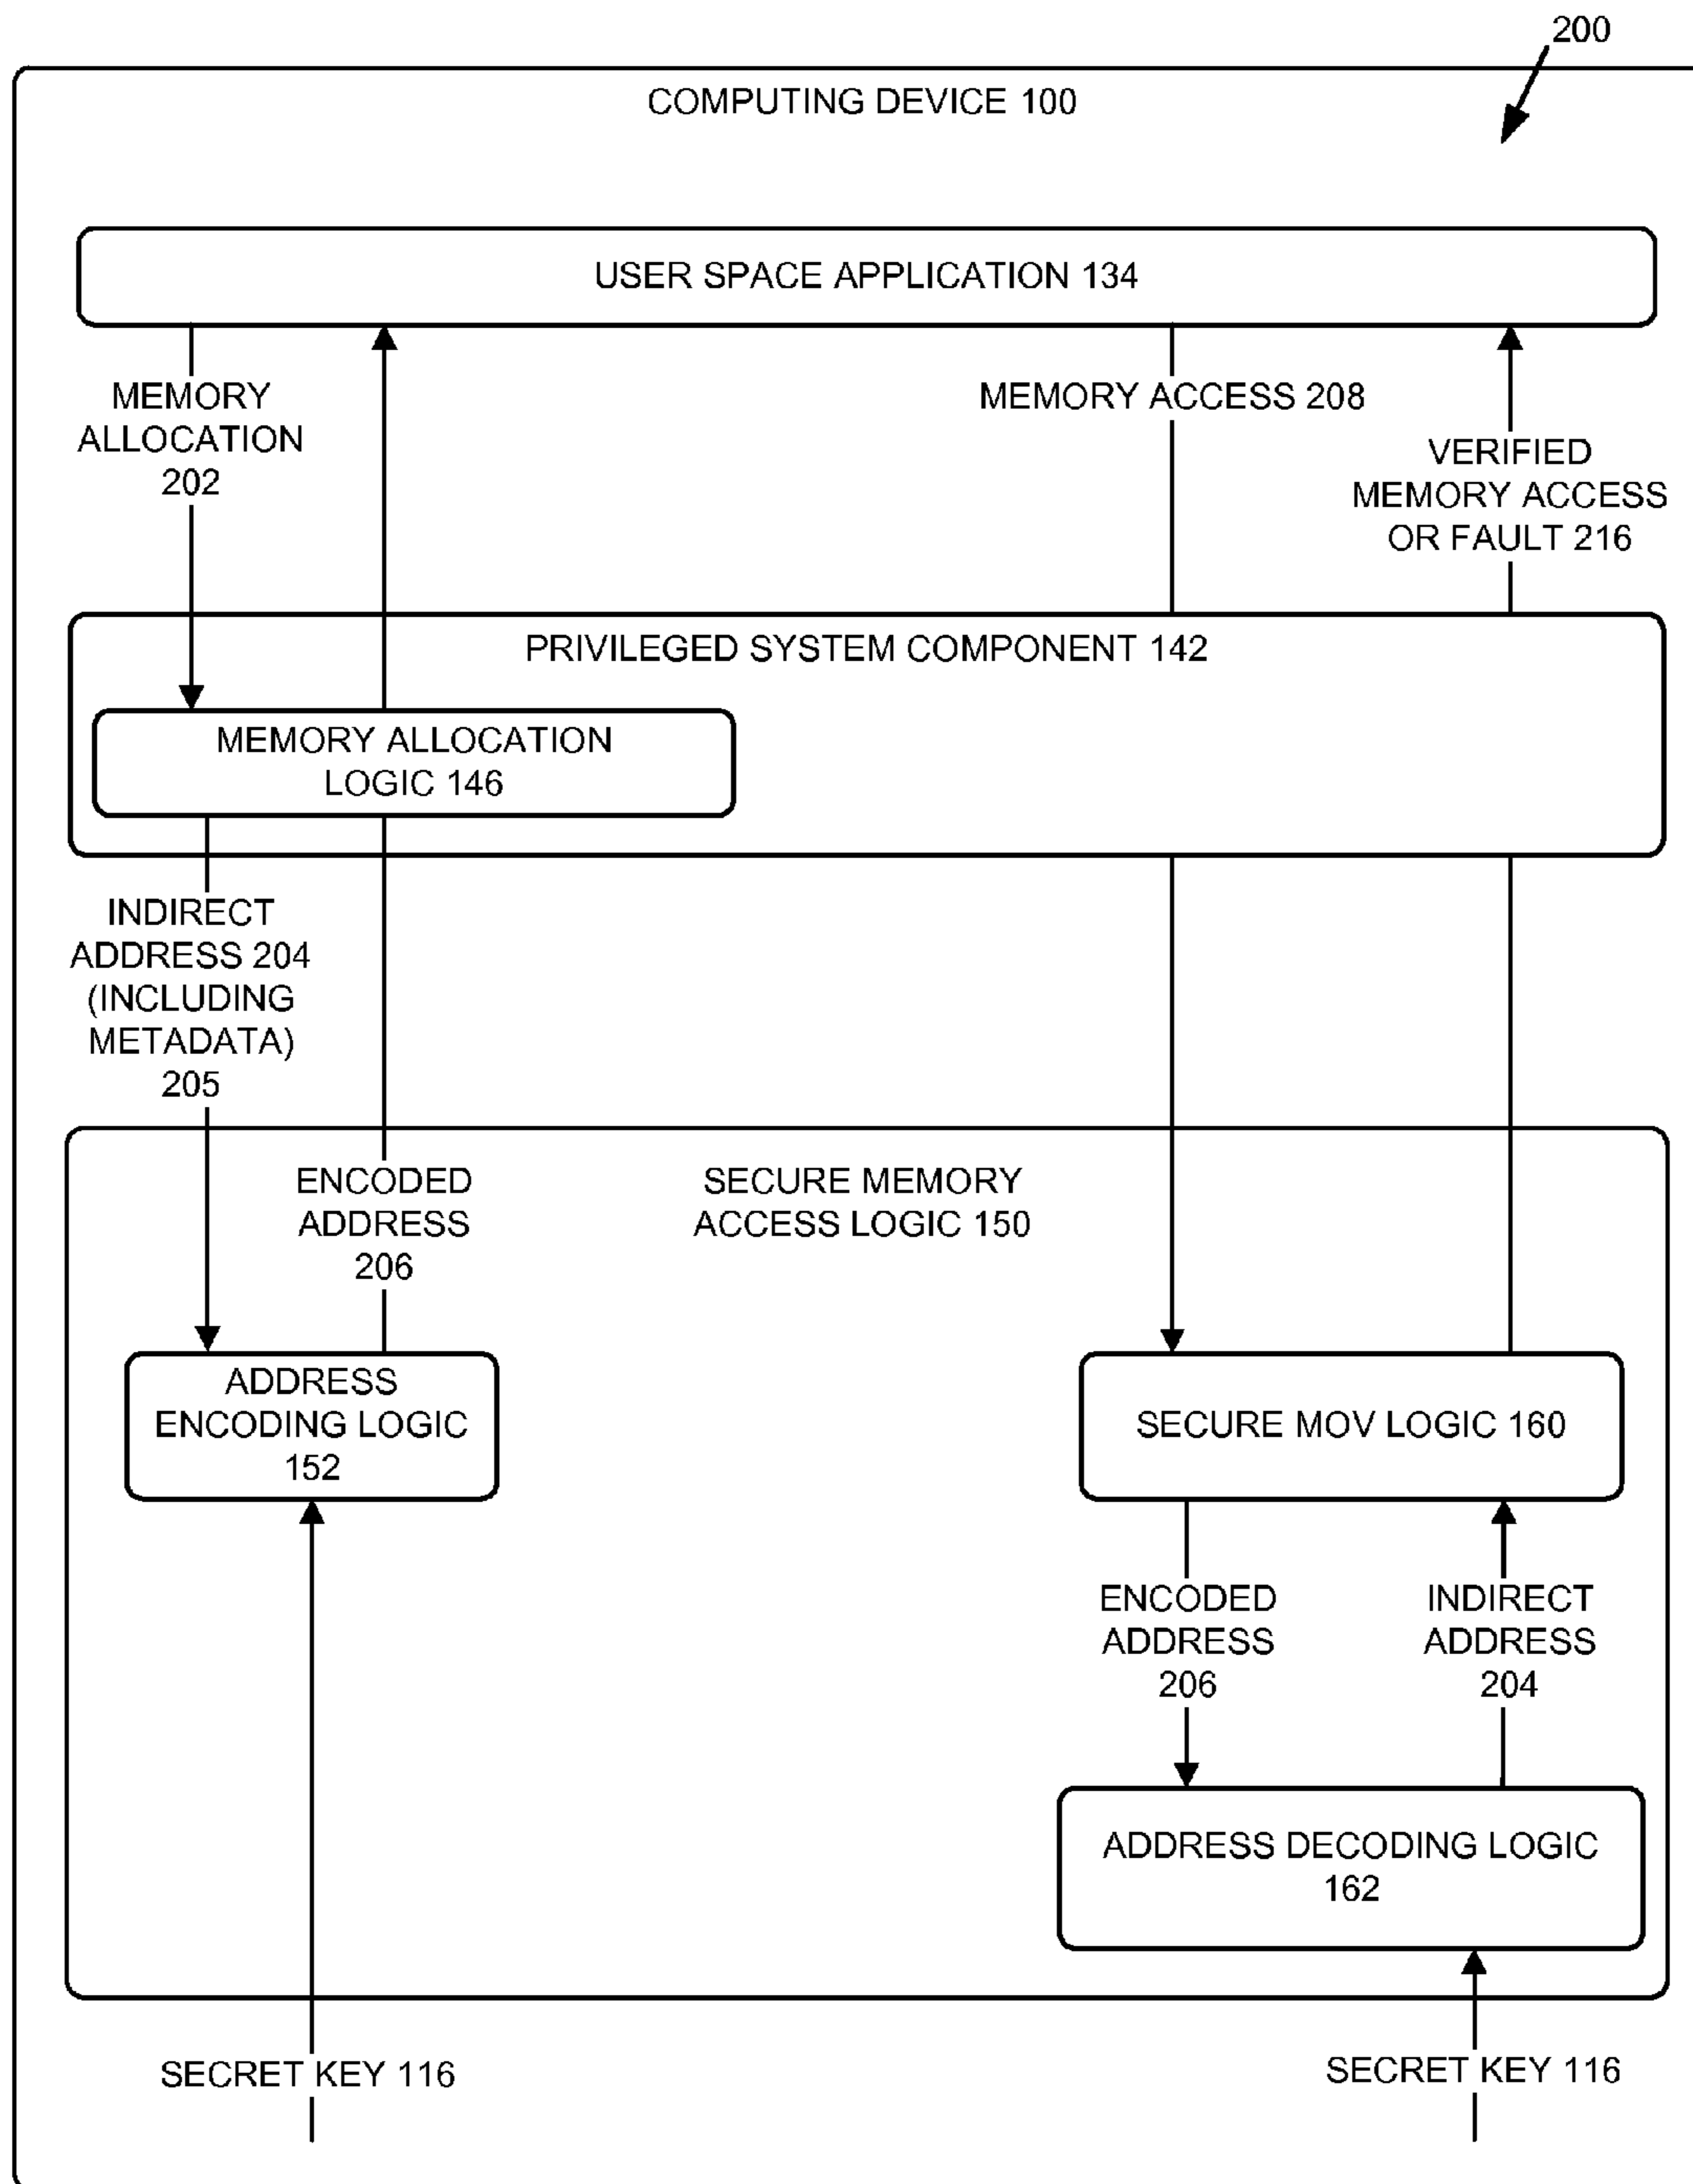 200
COMPUTING DEVICE 100
USER SPACE APPLICATION 134
MEMORY
ALLOCATION
202
MEMORY ACCESS 208
VERIFIED
MEMORY ACCESS
OR FAULT 216
PRIVILEGED SYSTEM COMPONENT 142
MEMORY ALLOCATION
LOGIC 146
INDIRECT
ADDRESS 204
(INCLUDING
METADATA)
205
ENCODED
ADDRESS
206
SECURE MEMORY
ACCESS LOGIC 150
ADDRESS
ENCODING LOGIC
152
SECURE MOV LOGIC 160
ENCODED
ADDRESS
206
INDIRECT
ADDRESS
204
ADDRESS DECODING LOGIC
162
SECRET KEY 116
SECRET KEY 116